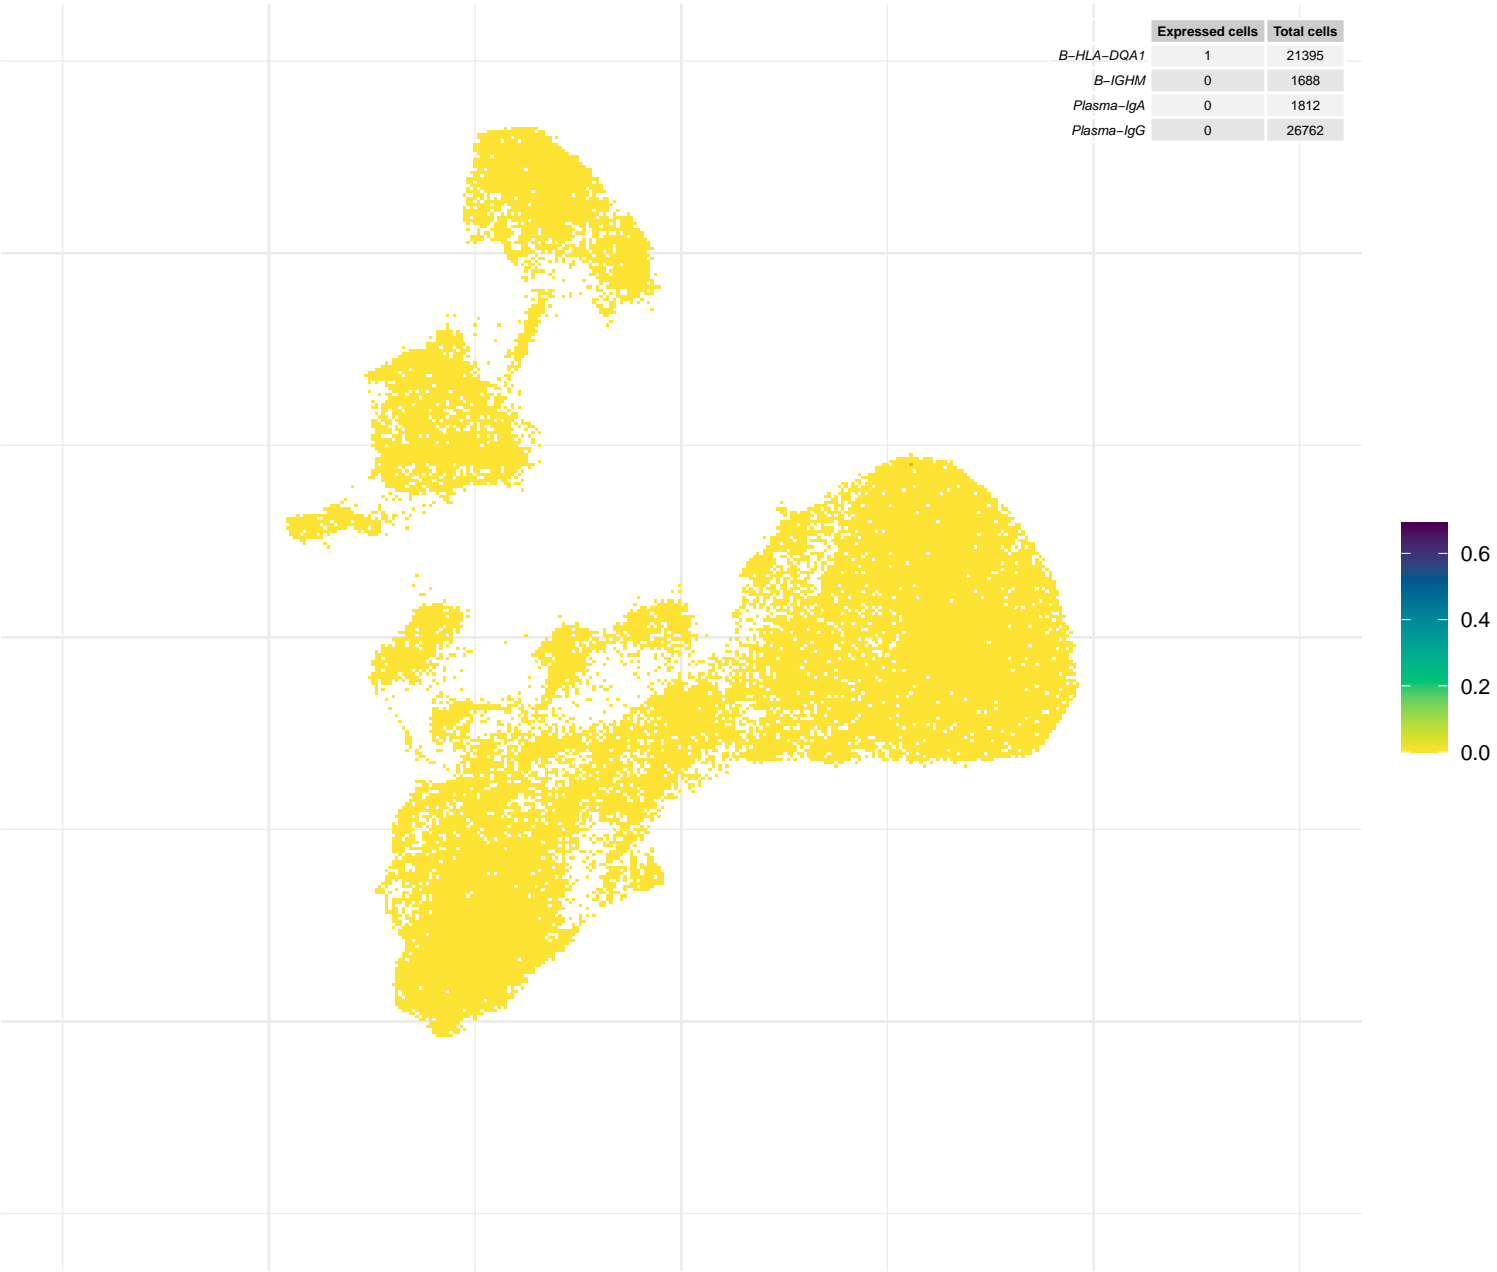 Expressed cells Total cells
B−HLA−DQA1 1 21395
B−IGHM 0 1688
Plasma−IgA 0 1812
Plasma−IgG 0 26762
0.6
0.4
0.2
0.0